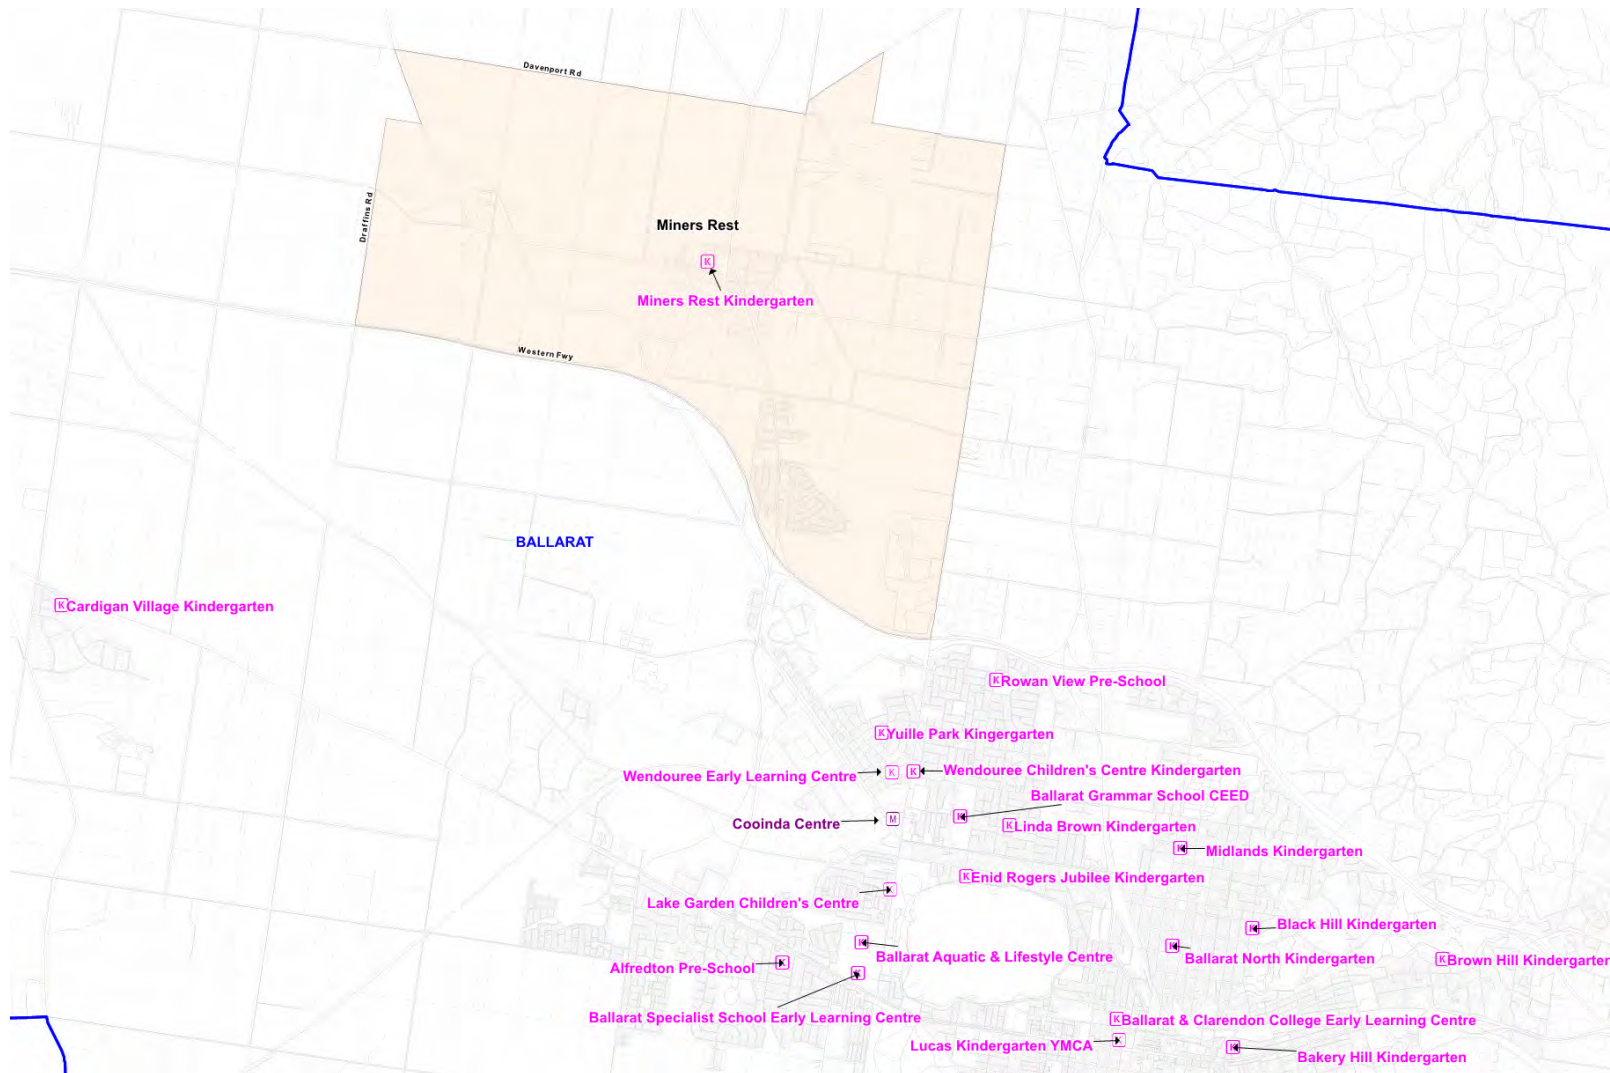 Davenport Rd
Draffins Rd
Miners Rest
K
Miners Rest Kindergarten
Western Fwy
BALLARAT
K Cardigan Village Kindergarten
K Rowan View Pre-School
K Yuille Park Kingergarten
Wendouree Early Learning Centre K
K Wendouree Children's Centre Kindergarten
Ballarat Grammar School CEED
K
Cooinda Centre M
K Linda Brown Kindergarten
K Midlands Kindergarten
K Enid Rogers Jubilee Kindergarten
Lake Garden Children's Centre K
K Black Hill Kindergarten
K
Ballarat Aquatic & Lifestyle Centre
K
Ballarat North Kindergarten
K Brown Hill Kindergarten
Alfredton Pre-School K
K
Ballarat Specialist School Early Learning Centre
K Ballarat & Clarendon College Early Learning Centre
Lucas Kindergarten YMCA K
K
Bakery Hill Kindergarten